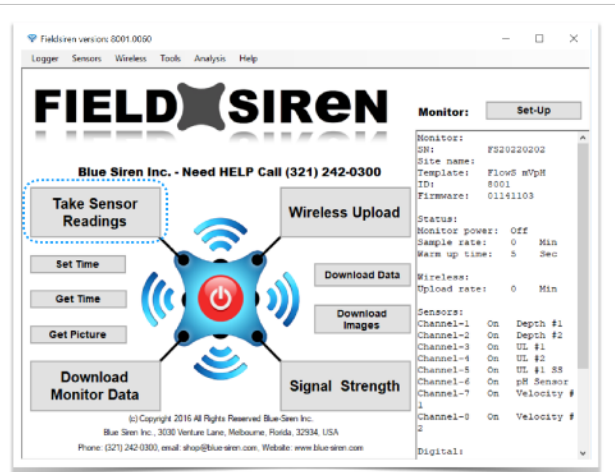 Fieldsiren version: 8001.0060
Logger Sensors Wireless Tools Analysis Help
FIELD SIReN
Blue Siren Inc. - Need HELP Call (321) 242-0300
Take Sensor
Readings
Wireless Upload
Set Time
Get Time
Get Picture
Download Data
Download
Images
Download
Monitor Data
Signal Strength
(c) Copyright 2016 All Rights Reserved Blue-Siren Inc.
Blue Siren Inc., 3030 Venture Lane, Melbourne, Florida, 32934, USA
Phone: (321) 242-0300, email: shop@blue-siren.com, Website: www.blue-siren.com
Monitor: Set-Up
Monitor:
SN: FS20220202
Site name:
Template: FlowS mVpH
ID: 8001
Firmware: 01141103
Status:
Monitor power: Off
Sample rate: 0 Min
Warm up time: 5 Sec
Wireless:
Upload rate: 0 Min
Sensors:
Channel-1 On Depth #1
Channel-2 On Depth #2
Channel-3 On UL #1
Channel-4 On UL #2
Channel-5 On UL #1 SS
Channel-6 On pH Sensor
Channel-7 On Velocity #
1
Channel-8 On Velocity #
2
Digital: